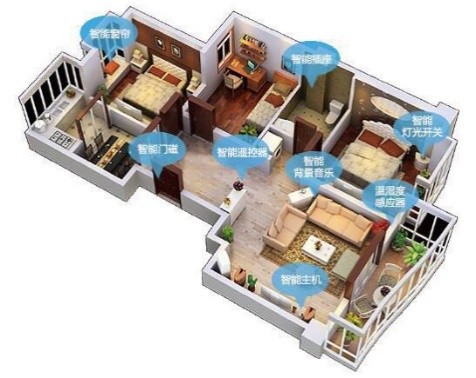 智能窗帘
智能插座
智能
灯光开关
智能门磁
智能遥控器
智能
背景音乐
温湿度
感应器
智能主机